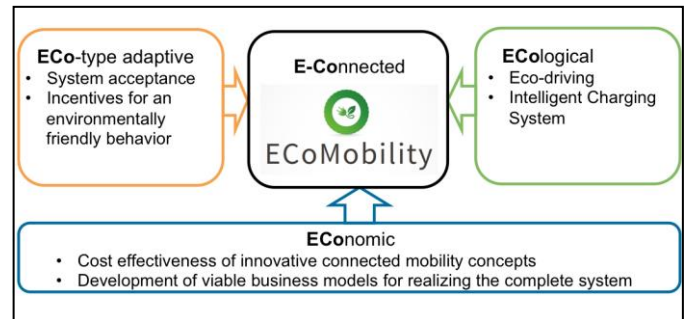 ECo-type adaptive
• System acceptance
• Incentives for an
environmentally
friendly behavior
E-Connected
ECoMobility
ECological
• Eco-driving
• Intelligent Charging
System
EConomic
• Cost effectiveness of innovative connected mobility concepts
• Development of viable business models for realizing the complete system